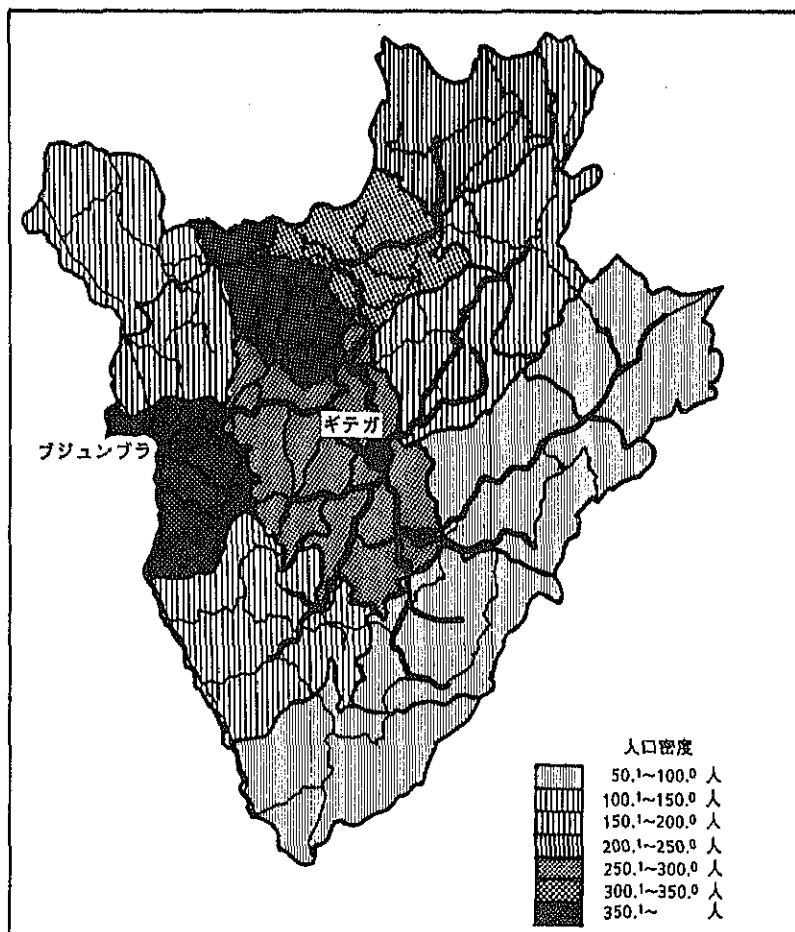 ギテガ
ブジュンブラ
人口密度
50.1~100.0 人
100.1~150.0 人
150.1~200.0 人
200.1~250.0 人
250.1~300.0 人
300.1~350.0 人
350.1~ 人